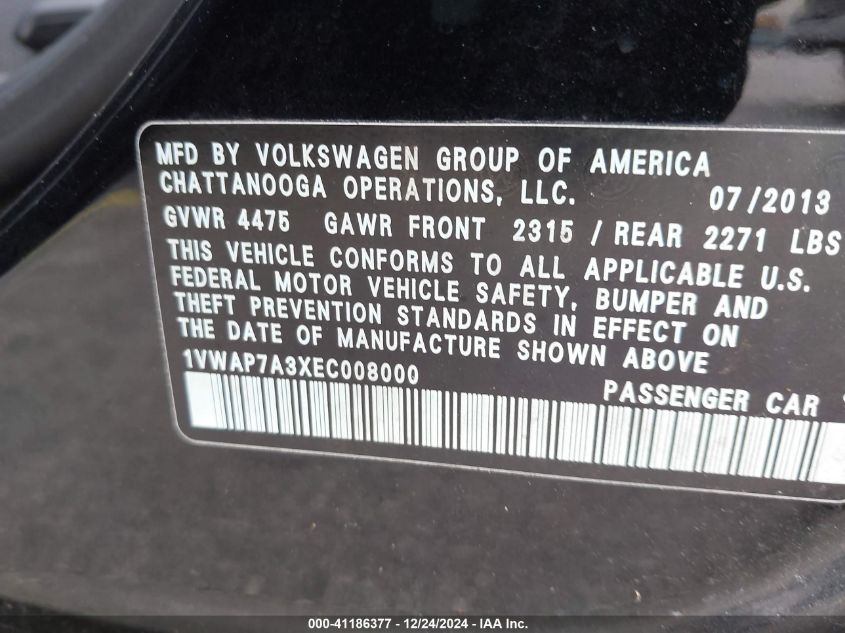 MFD BY VOLKSWAGEN GROUP OF AMERICA
CHATTANOOGA OPERATIONS, LLC. 07/2013
GVWR 4475 GAWR FRONT 2315 / REAR 2271 LBS
THIS VEHICLE CONFORMS TO ALL APPLICABLE U.S.
FEDERAL MOTOR VEHICLE SAFETY, BUMPER AND
THEFT PREVENTION STANDARDS IN EFFECT ON
THE DATE OF MANUFACTURE SHOWN ABOVE
1VWAP7A3XEC008000
PASSENGER CAR
000-41186377 - 12/24/2024 - IAA Inc.